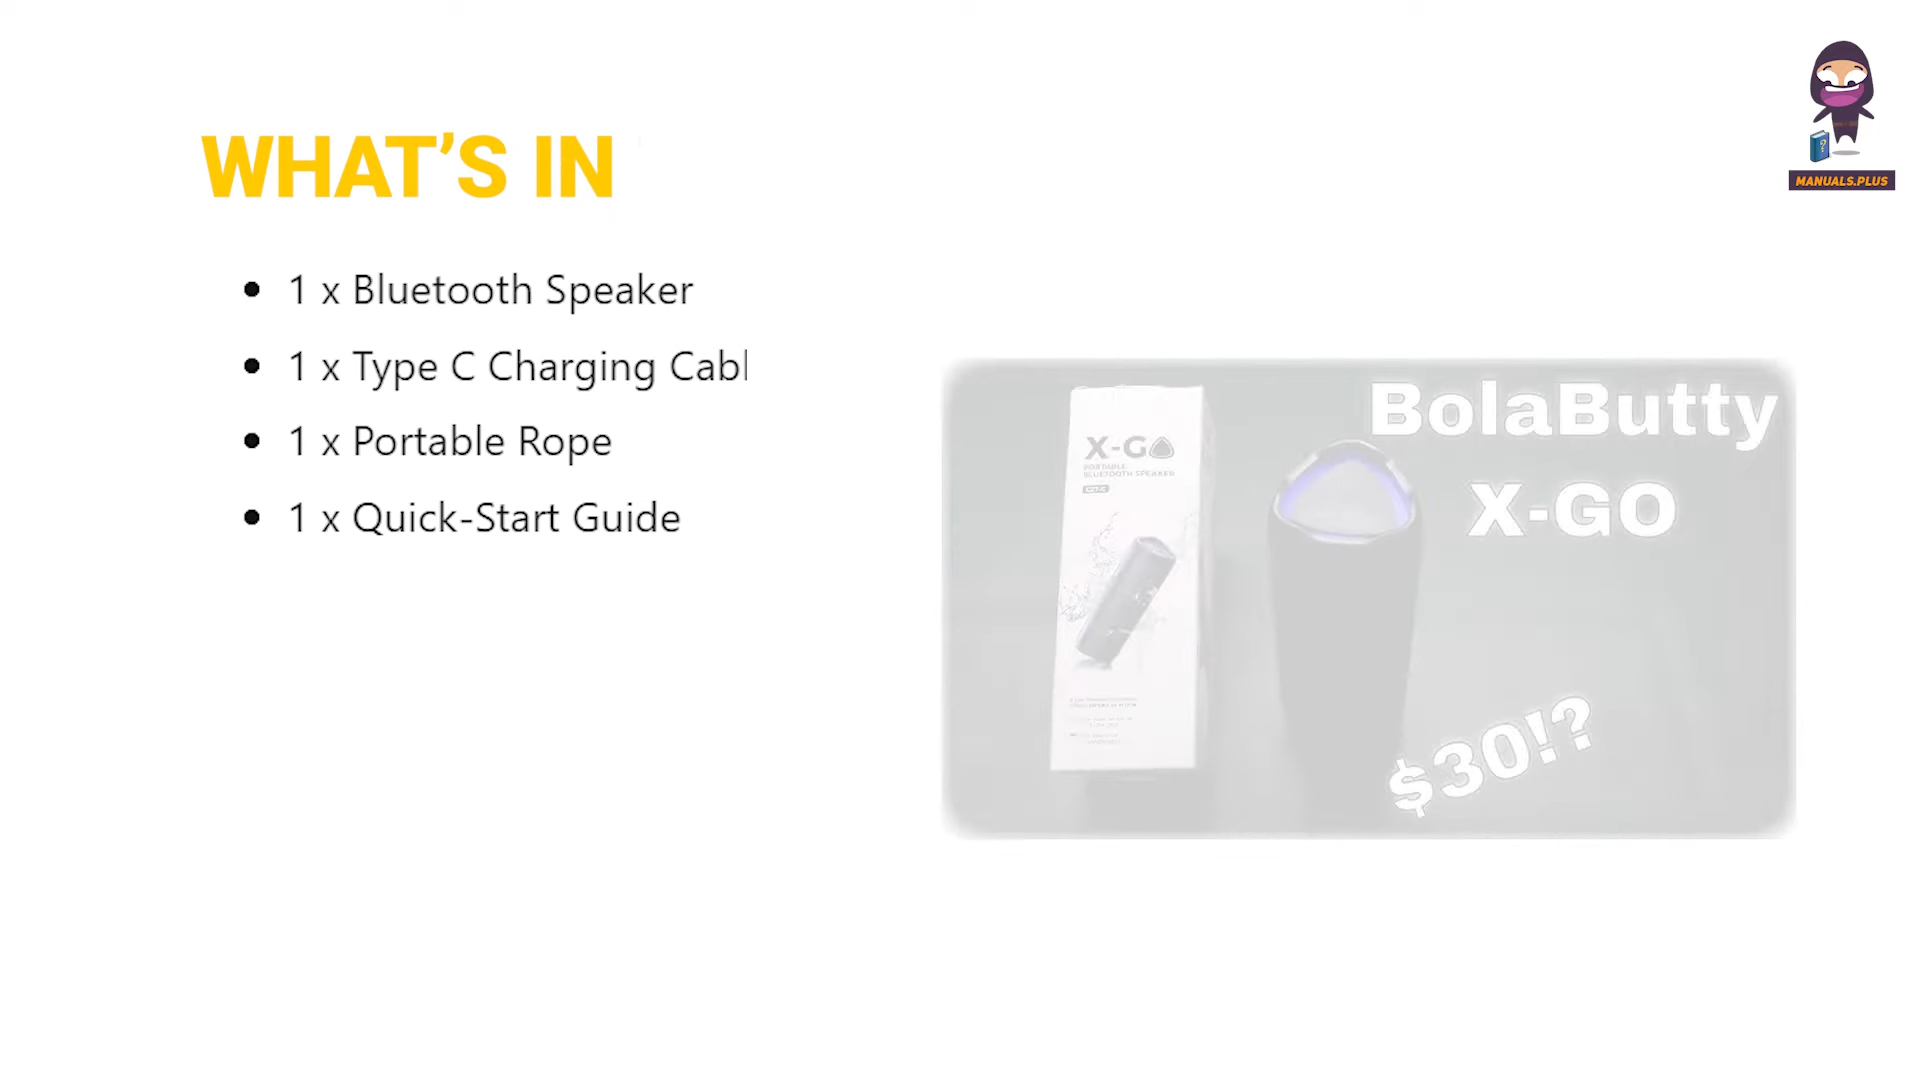 WHAT’S IN
• 1 x Bluetooth Speaker
• 1 x Type C Charging Cabl
• 1 x Portable Rope
• 1 x Quick-Start Guide
MANUALS.PLUS
BolaButty
X-GO
$30!?
X-GO
PORTABLE
BLUETOOTH SPEAKER